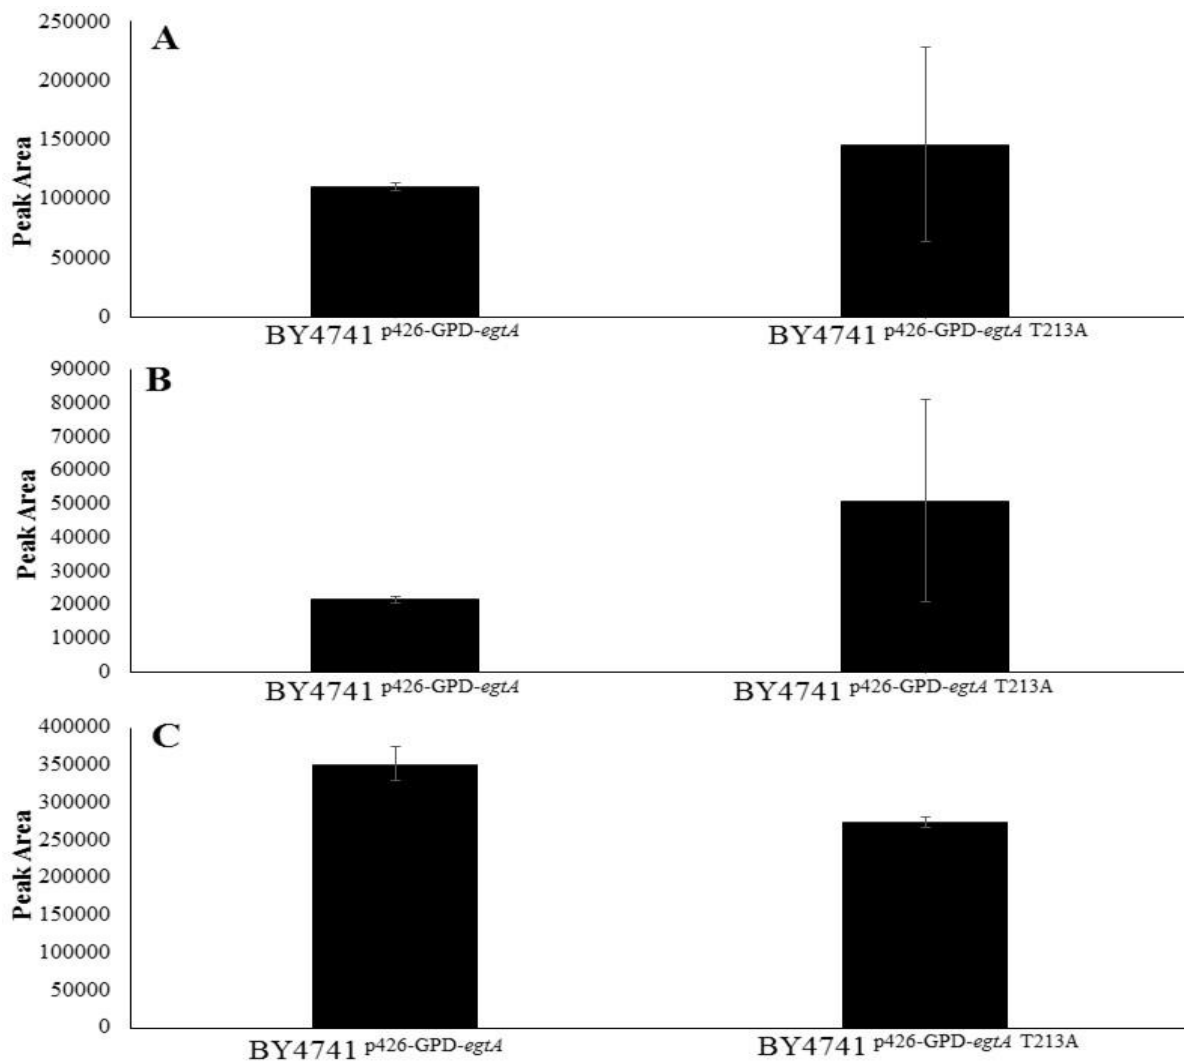 A
Peak Area
250000
200000
150000
100000
50000
0
BY4741 p426-GPD-egtA
BY4741 p426-GPD-egtA T213A
B
Peak Area
90000
80000
70000
60000
50000
40000
30000
20000
10000
0
BY4741 p426-GPD-egtA
BY4741 p426-GPD-egtA T213A
C
Peak Area
400000
350000
300000
250000
200000
150000
100000
50000
0
BY4741 p426-GPD-egtA
BY4741 p426-GPD-egtA T213A